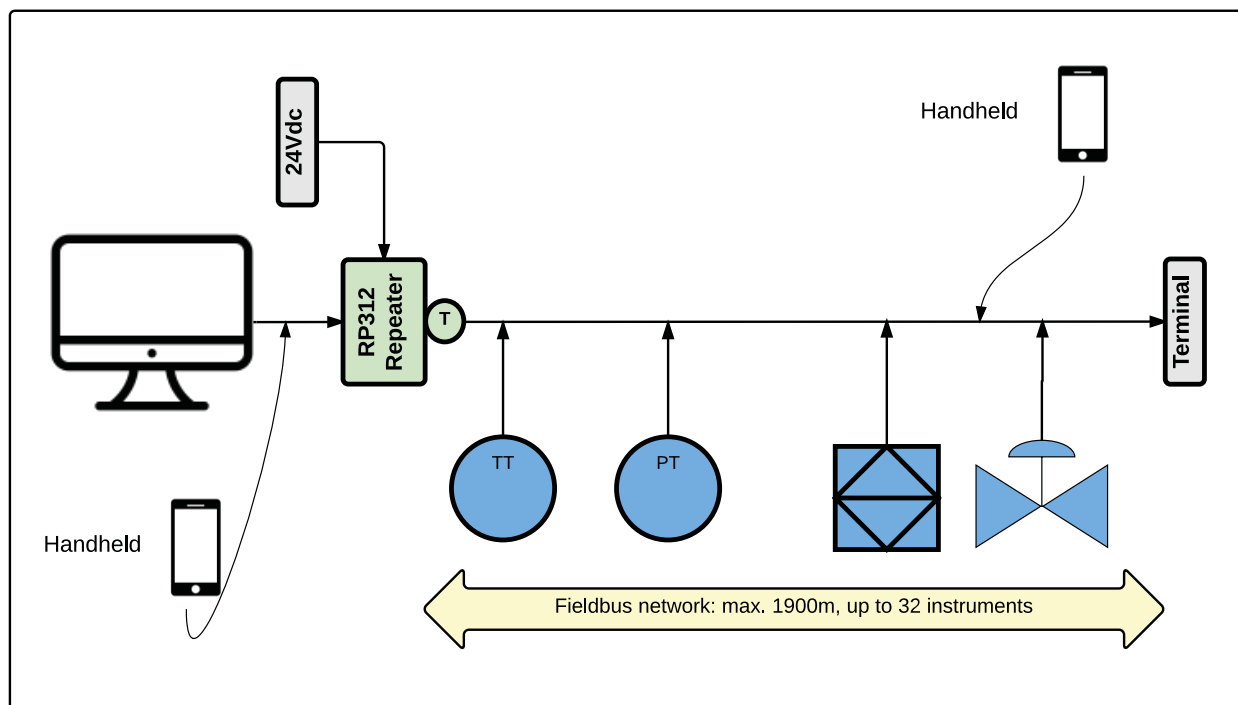 24Vdc
Handheld
RP312
Repeater
T
Terminal
TT
PT
Handheld
Fieldbus network: max. 1900m, up to 32 instruments